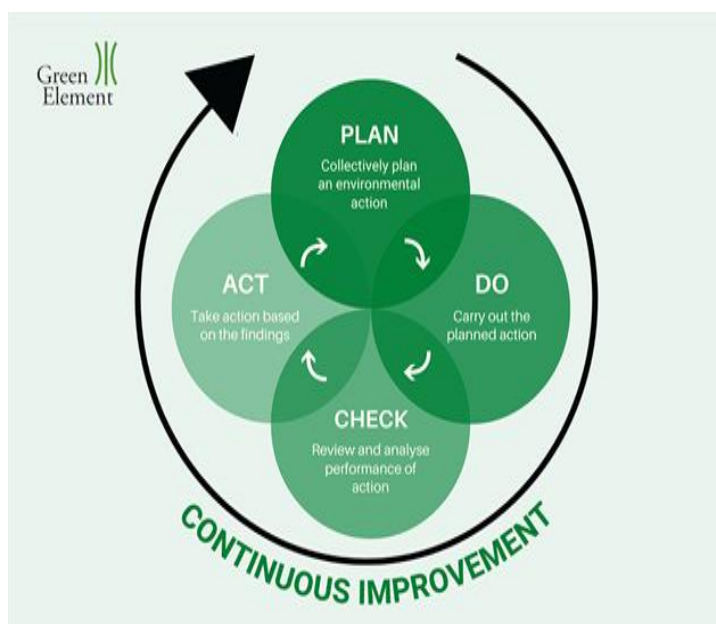 Green
Element
PLAN
Collectively plan
an environmental
action
ACT
Take action based
on the findings
DO
Carry out the
planned action
CHECK
Review and analyse
performance of
action
CONTINUOUS IMPROVEMENT